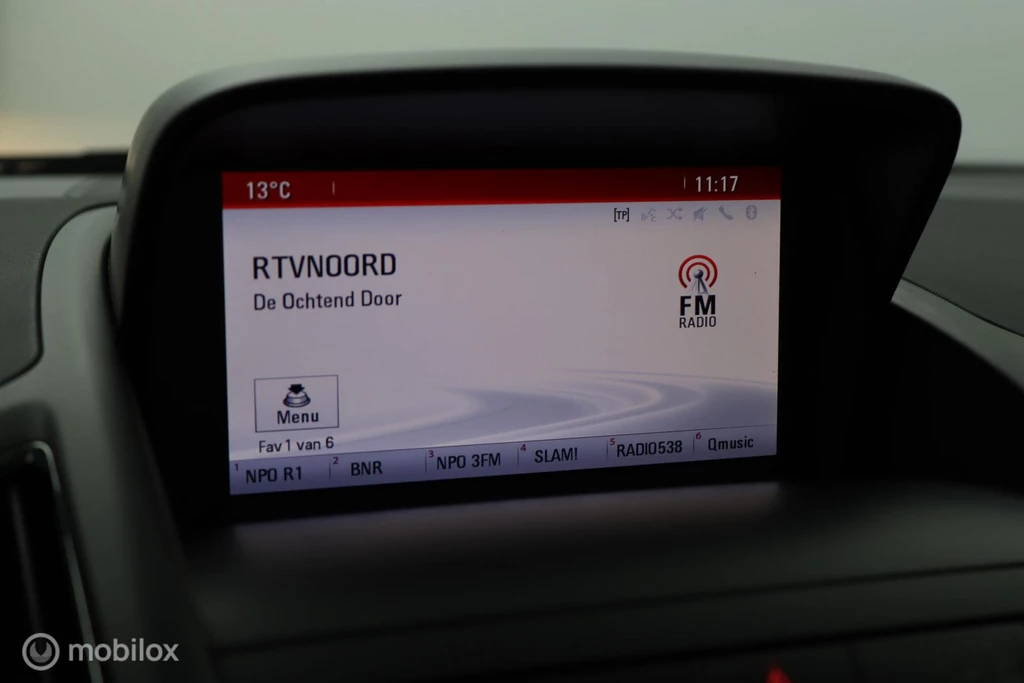 13°C 11:17
[TP]
RTVNOORD
De Ochtend Door
FM
RADIO
Menu
Fav 1 van 6
1 NPO R1 2 BNR 3 NPO 3FM 4 SLAM! 5 RADIO538 6 Qmusic
mobilox